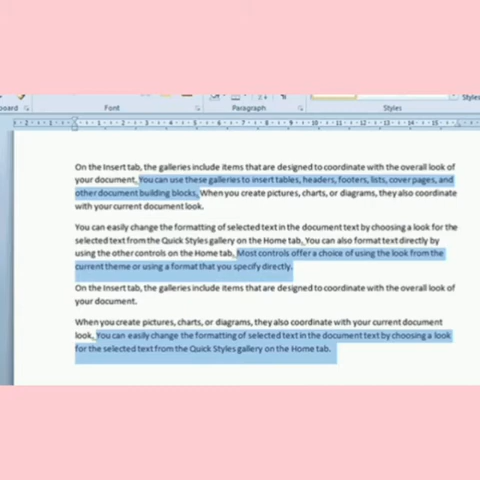 Font
Paragraph
Styles
On the Insert tab, the galleries include items that are designed to coordinate with the overall look of
your document. You can use these galleries to insert tables, headers, footers, lists, cover pages, and
other document building blocks. When you create pictures, charts, or diagrams, they also coordinate
with your current document look.
You can easily change the formatting of selected text in the document text by choosing a look for the
selected text from the Quick Styles gallery on the Home tab. You can also format text directly by
using the other controls on the Home tab. Most controls offer a choice of using the look from the
current theme or using a format that you specify directly.
On the Insert tab, the galleries include items that are designed to coordinate with the overall look of
your document.
When you create pictures, charts, or diagrams, they also coordinate with your current document
look. You can easily change the formatting of selected text in the document text by choosing a look
for the selected text from the Quick Styles gallery on the Home tab.